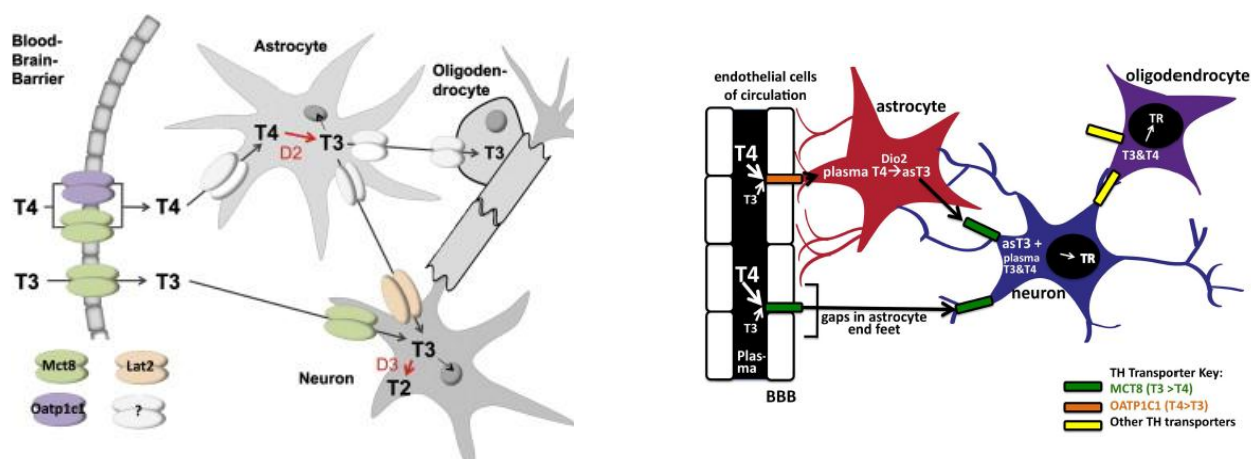 Blood-
Brain-
Barrier
Astrocyte
Oligoden-
drocyte
T4
T3
D2
T3
T4
T4
T3
T3
T3
D3
T2
Neuron
Mct8
Lat2
Oatp1c1
?
endothelial cells
of circulation
astrocyte
oligodendrocyte
TR
T3&T4
T4
T3
Dio2
plasma T4→asT3
asT3 +
plasma
T3&T4
TR
neuron
T4
T3
gaps in astrocyte
end feet
Plas-
ma
BBB
TH Transporter Key:
MCT8 (T3 >T4)
OATP1C1 (T4>T3)
Other TH transporters